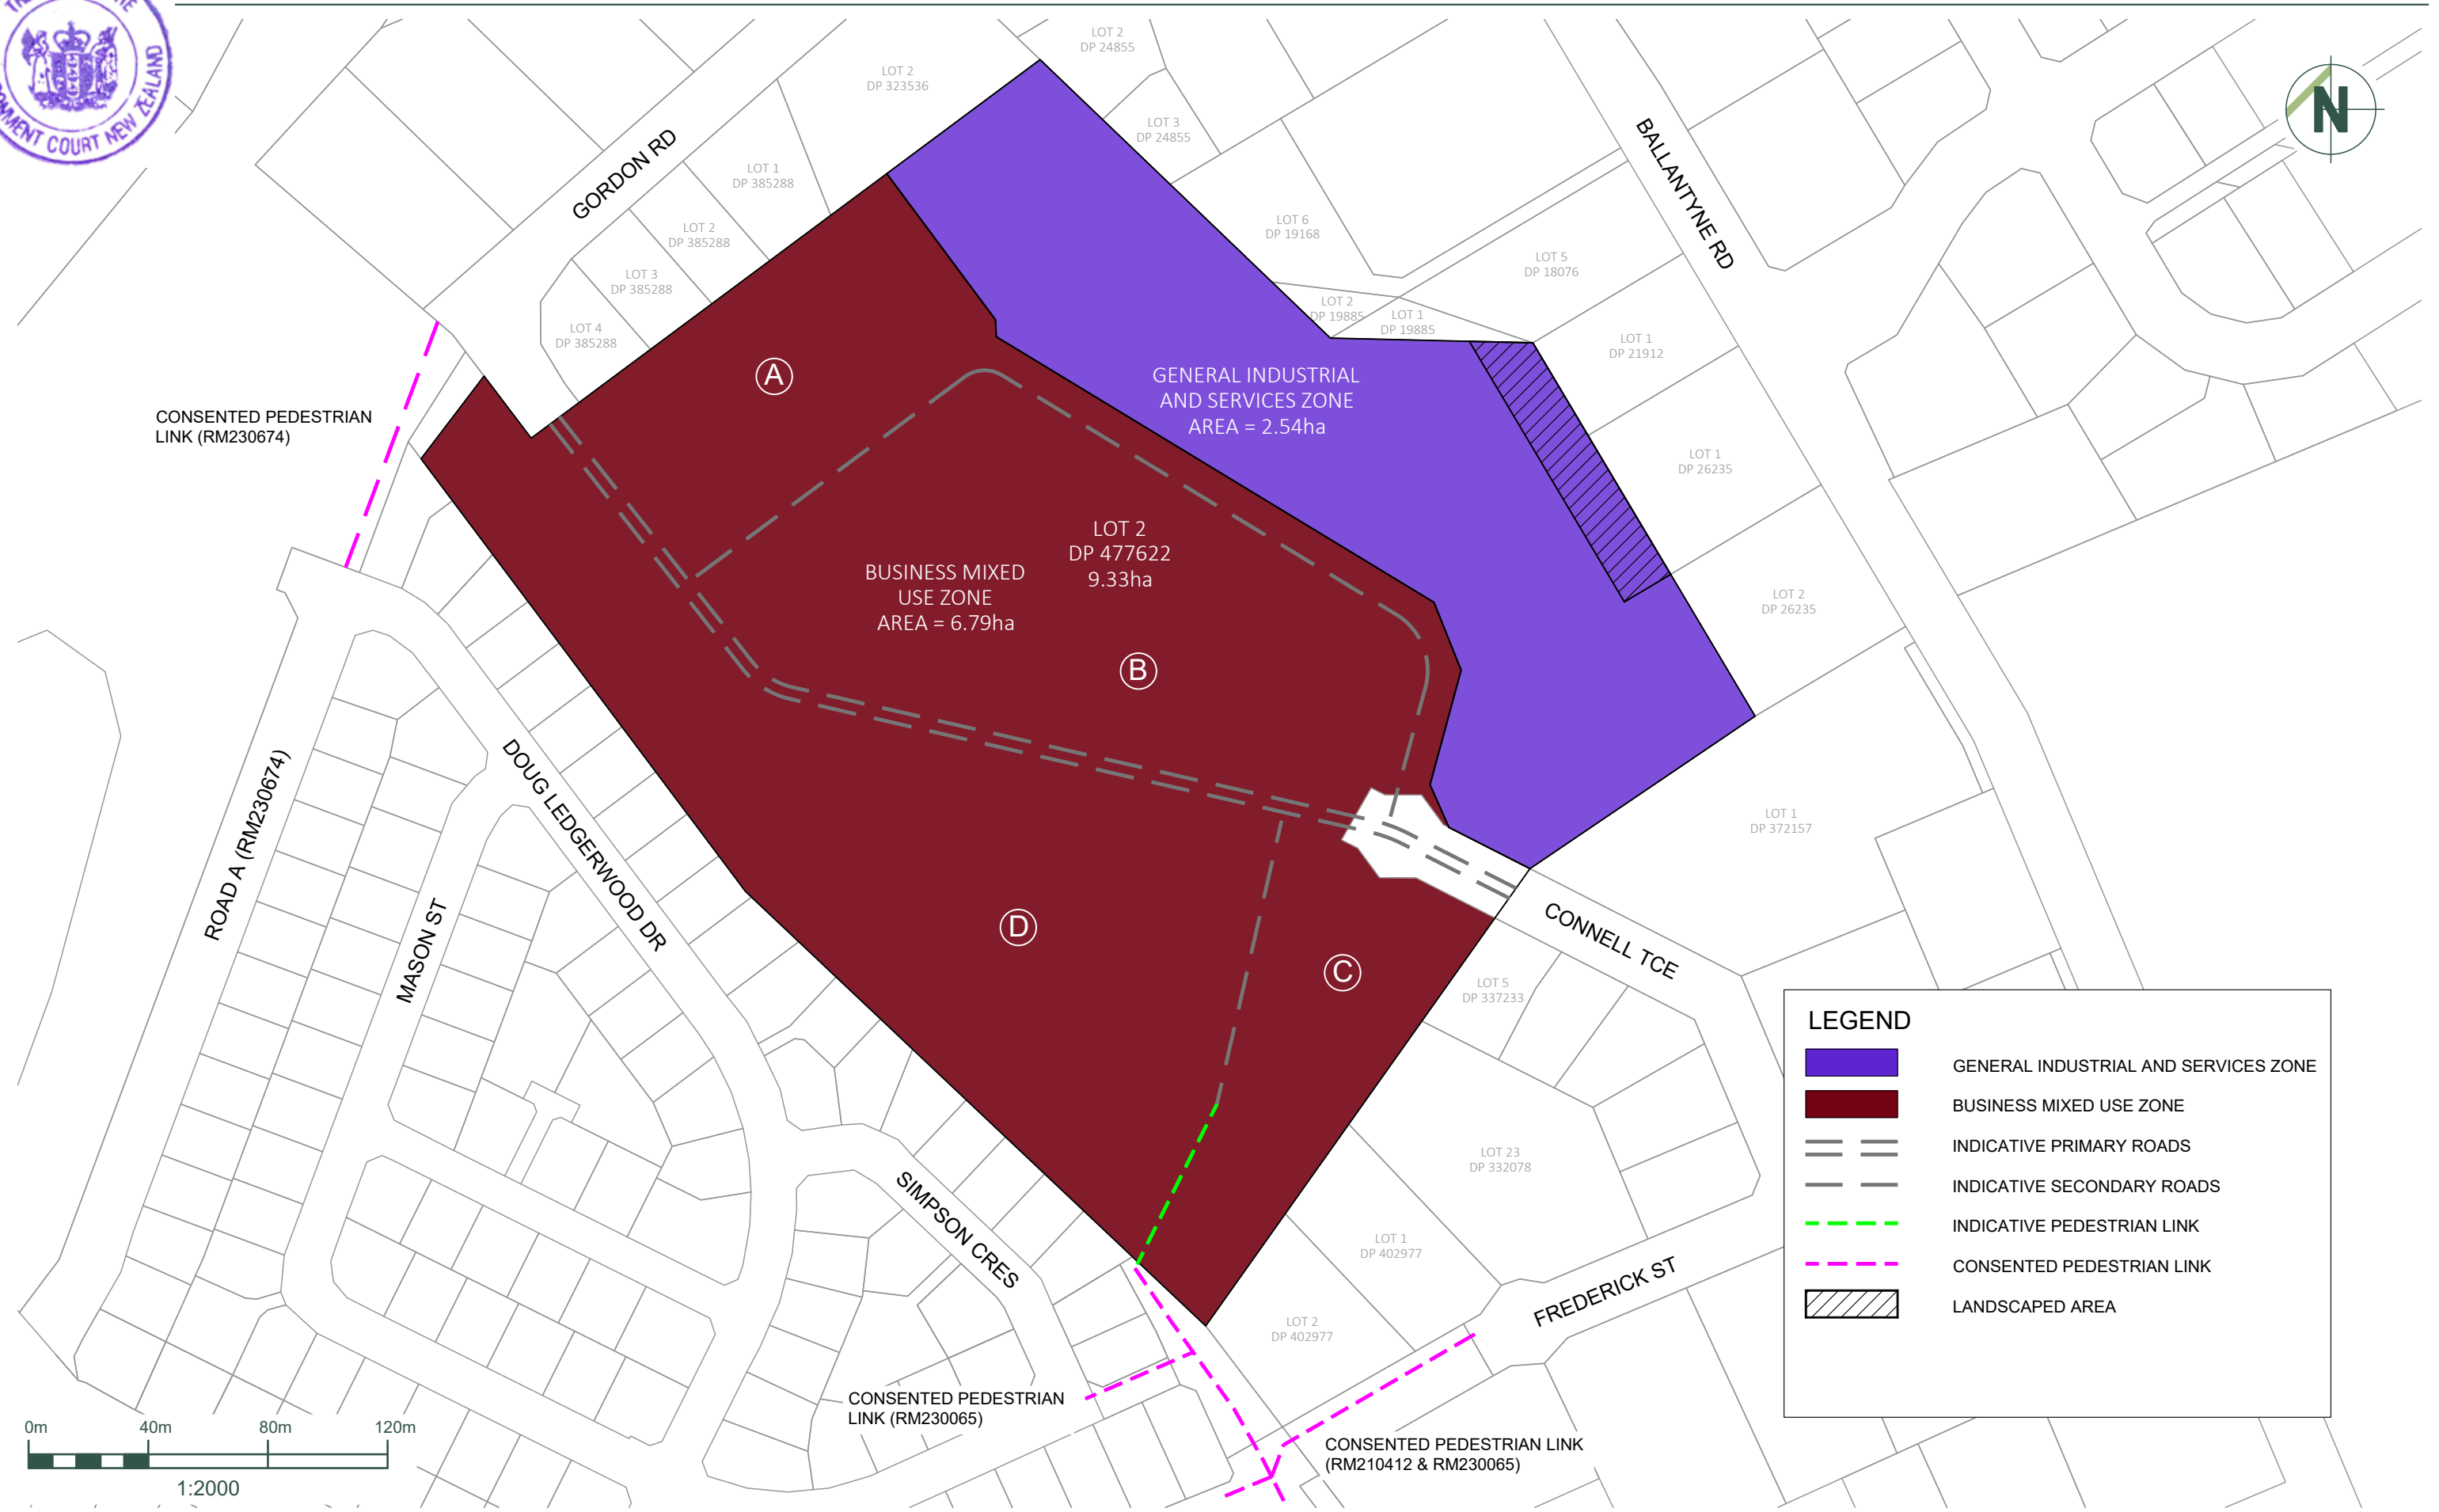 THE
ONMENT COURT NEW ZEALAND
N
LOT 2
DP 24855
LOT 2
DP 323536
LOT 3
DP 24855
GORDON RD
LOT 1
DP 385288
BALLANTYNE RD
LOT 2
DP 385288
LOT 6
DP 19168
LOT 3
DP 385288
LOT 5
DP 18076
LOT 4
DP 385288
LOT 2
DP 19885
LOT 1
DP 19885
LOT 1
DP 21912
A
GENERAL INDUSTRIAL
AND SERVICES ZONE
AREA = 2.54ha
CONSENTED PEDESTRIAN
LINK (RM230674)
LOT 1
DP 26235
LOT 2
DP 477622
9.33ha
BUSINESS MIXED
USE ZONE
AREA = 6.79ha
LOT 2
DP 26235
B
ROAD A (RM230674)
DOUG LEDGERWOOD DR
MASON ST
LOT 1
DP 372157
D
C
CONNELL TCE
LOT 5
DP 337233
LOT 23
DP 332078
SIMPSON CRES
LOT 1
DP 402977
FREDERICK ST
LOT 2
DP 402977
CONSENTED PEDESTRIAN
LINK (RM230065)
CONSENTED PEDESTRIAN LINK
(RM210412 & RM230065)
LEGEND
GENERAL INDUSTRIAL AND SERVICES ZONE
BUSINESS MIXED USE ZONE
INDICATIVE PRIMARY ROADS
INDICATIVE SECONDARY ROADS
INDICATIVE PEDESTRIAN LINK
CONSENTED PEDESTRIAN LINK
LANDSCAPED AREA
0m 40m 80m 120m
1:2000